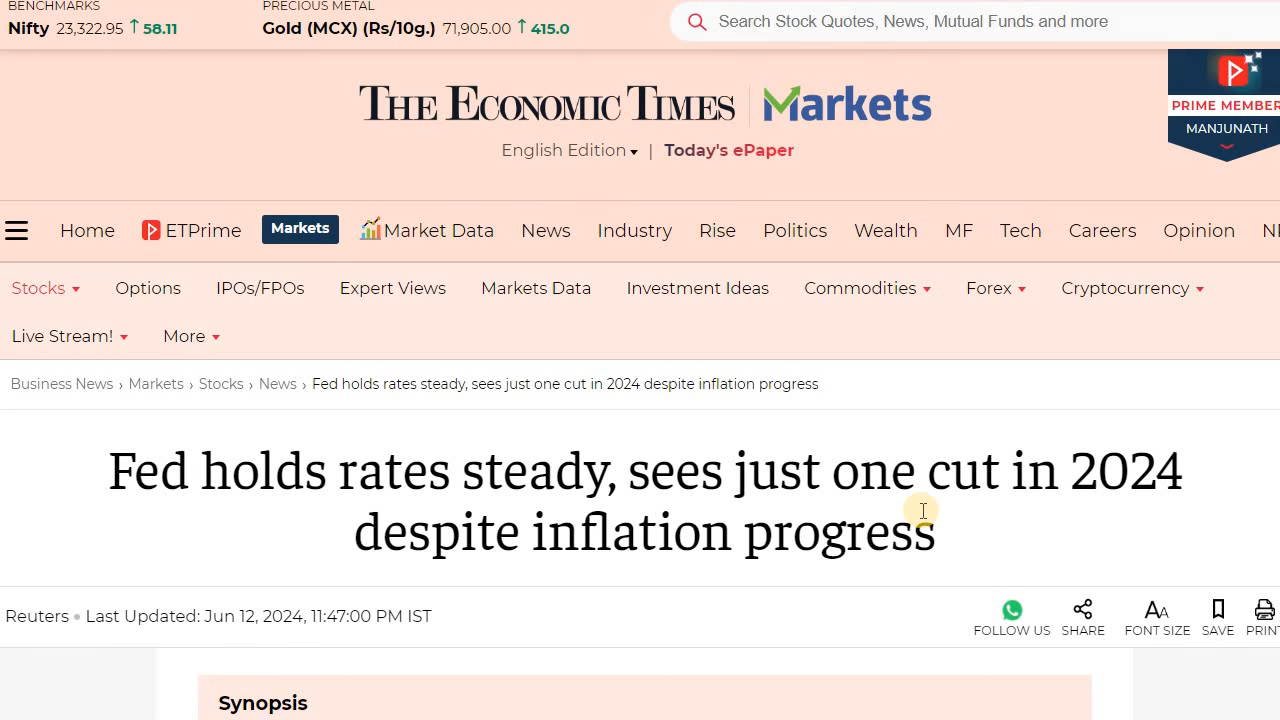 BENCHMARKS PRECIOUS METAL
Nifty 23,322.95 ↑ 58.11 Gold (MCX) (Rs/10g.) 71,905.00 ↑ 415.0 Search Stock Quotes, News, Mutual Funds and more
THE ECONOMIC TIMES Markets
PRIME MEMBER
MANJUNATH
English Edition | Today's ePaper
Home ETPrime Markets Market Data News Industry Rise Politics Wealth MF Tech Careers Opinion
Stocks Options IPOs/FPOs Expert Views Markets Data Investment Ideas Commodities Forex Cryptocurrency
Live Stream! More
Business News › Markets › Stocks › News › Fed holds rates steady, sees just one cut in 2024 despite inflation progress
Fed holds rates steady, sees just one cut in 2024
despite inflation progress
Reuters • Last Updated: Jun 12, 2024, 11:47:00 PM IST
FOLLOW US SHARE FONT SIZE SAVE PRINT
Synopsis